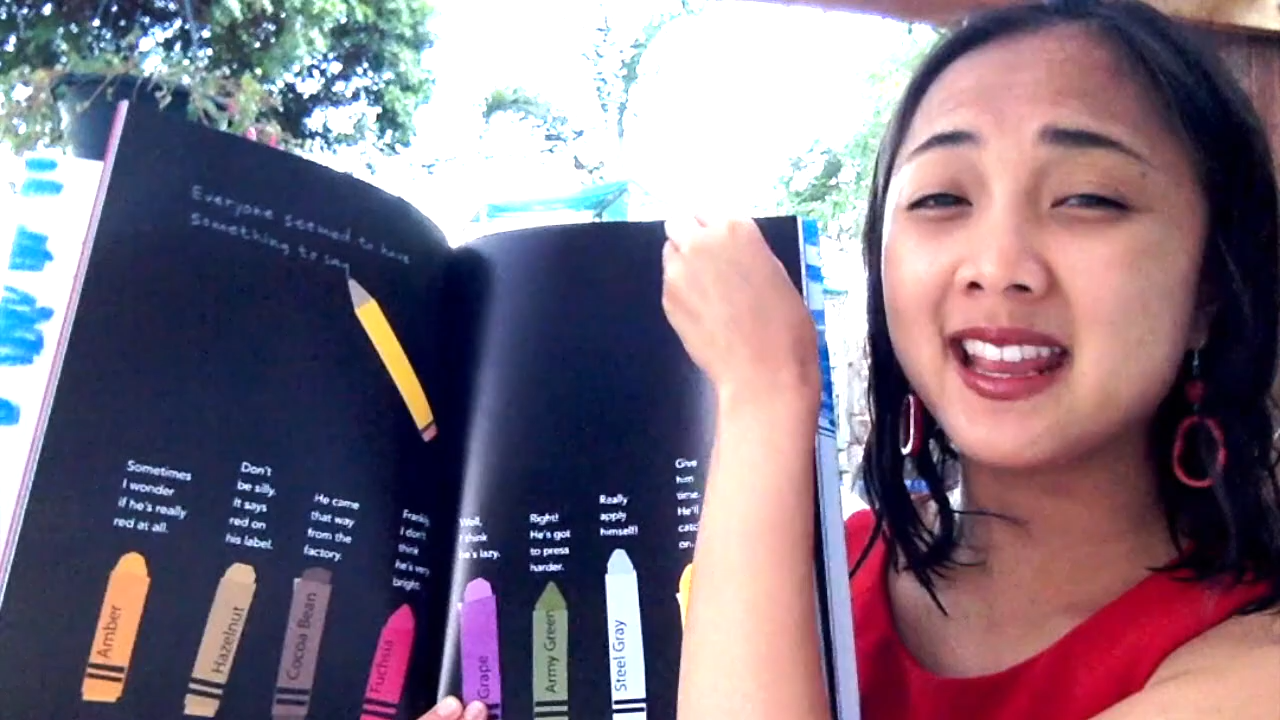 Everyone seemed to have
something to say
Sometimes
I wonder
if he's really
red at all.
Don't
be silly.
It says
red on
his label.
He came
that way
from the
factory.
Frankly,
I don't
think
he's very
bright.
Well,
I think
he's lazy.
Right!
He's got
to press
harder.
Really
apply
himself!
Give
him
time.
He'll
catch
on.
Amber
Hazelnut
Cocoa Bean
Fuchsia
Grape
Army Green
Steel Gray